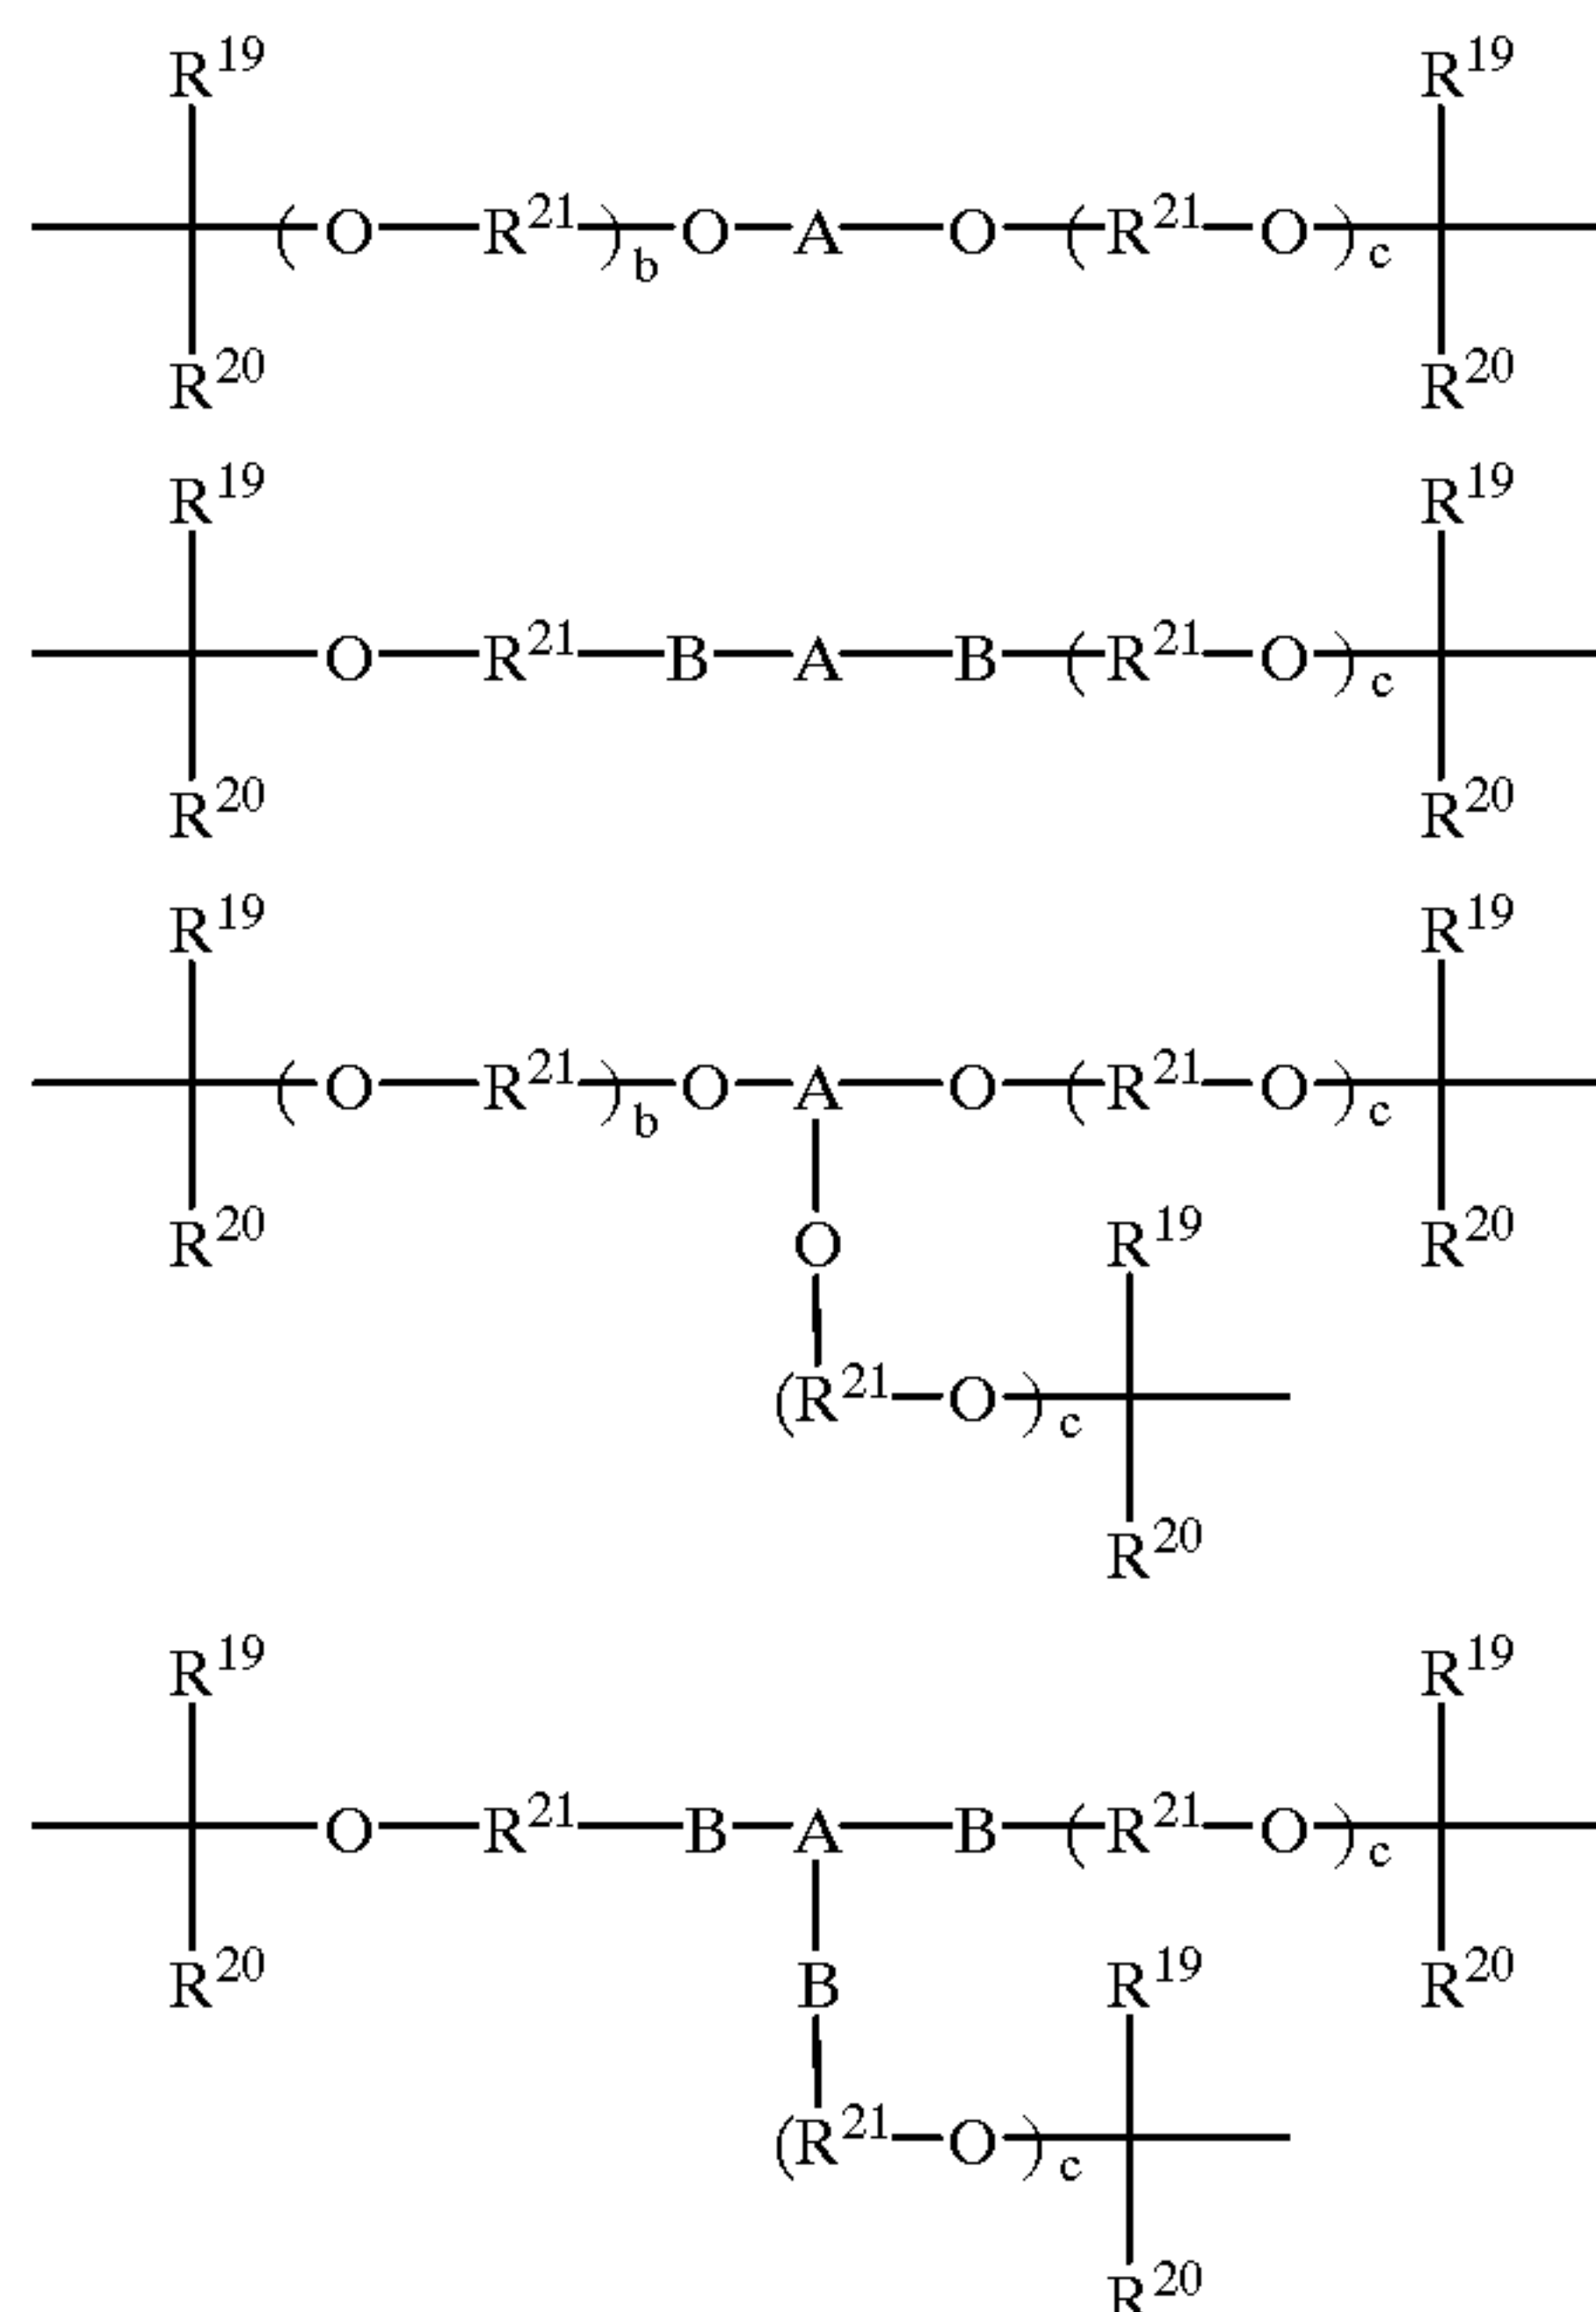 R19 R19
( O R21 )b O A O ( R21 O )c
R20 R20
R19 R19
O R21 B A B ( R21 O )c
R20 R20
R19 R19
( O R21 )b O A O ( R21 O )c
R20 O R19 R20
( R21 O )c
R20
R19 R19
O R21 B A B ( R21 O )c
R20 B R19 R20
( R21 O )c
R20